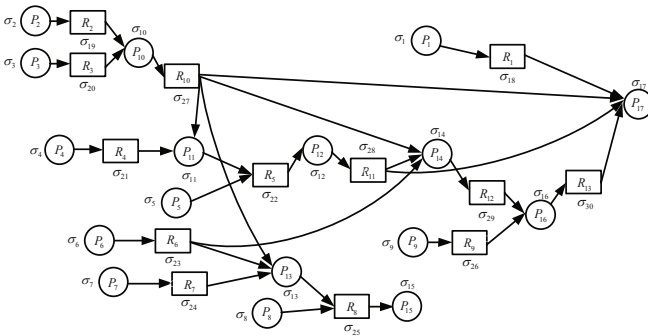 σ2 P2 R2 σ19
σ10 P10
σ3 P3 R3 σ20
R10 σ27
σ1 P1 R1 σ18
σ17 P17
σ4 P4 R4 σ21
P11 σ11
σ5 P5
R5 σ22
P12 σ12
σ28 R11
σ14 P14
R12 σ29
σ16 P16
R13 σ30
σ6 P6 R6 σ23
σ7 P7 R7 σ24
P13 σ13
σ8 P8
R8 σ25
σ15 P15
σ9 P9 R9 σ26